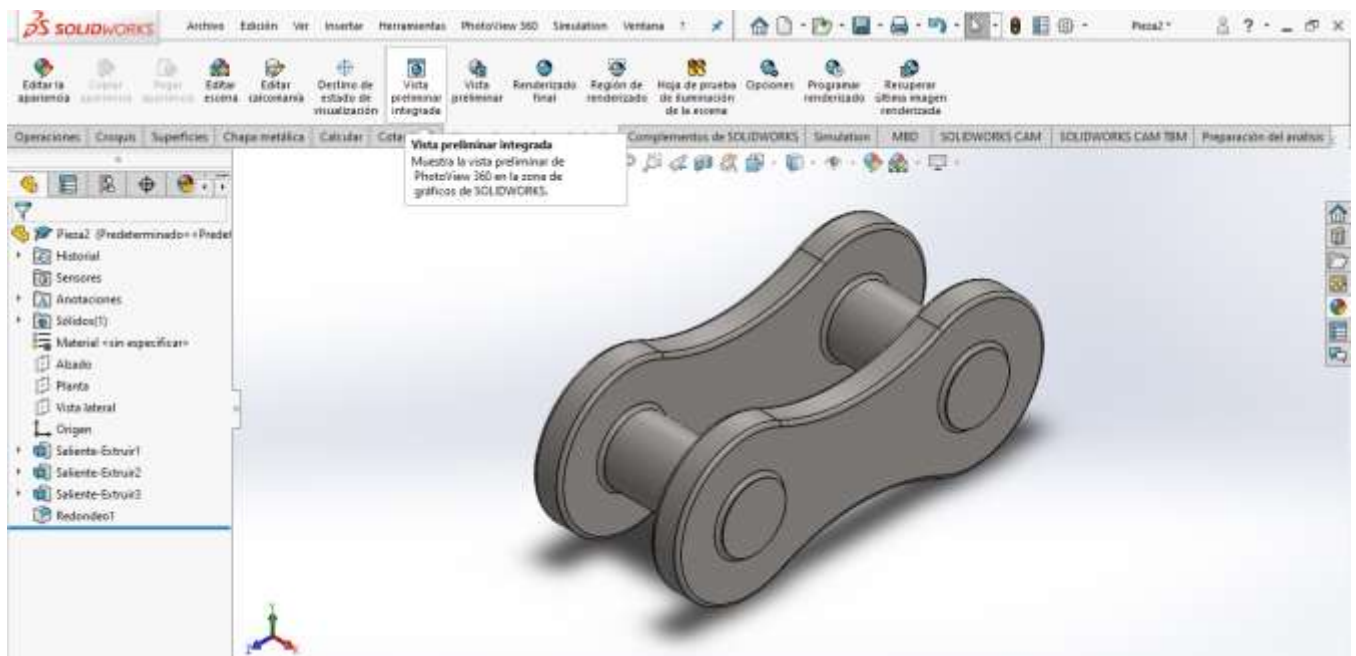 SOLIDWORKS Archivo Edición Ver Insertar Herramientas PhotoView 360 Simulation Ventana ? Pieza2 *
Editar la apariencia
Copiar apariencia
Pegar apariencia
Editar escena
Editar calcomanía
Destino de estado de visualización
Vista preliminar integrada
Vista preliminar
Renderizado final
Región de renderizado
Hoja de prueba de iluminación de la escena
Opciones
Programar renderizado
Recuperar última imagen renderizada
Operaciones Croquis Superficies Chapa metálica Calcular Complementos de SOLIDWORKS Simulation MBD SOLIDWORKS CAM SOLIDWORKS CAM TBM Preparación del análisis
Vista preliminar integrada
Muestra la vista preliminar de
PhotoView 360 en la zona de
gráficos de SOLIDWORKS.
Pieza2 (Predeterminado<<Predet
Historial
Sensores
Anotaciones
Sólidos(1)
Material <sin especificar>
Alzado
Planta
Vista lateral
Origen
Saliente-Extruir1
Saliente-Extruir2
Saliente-Extruir3
Redondeo1